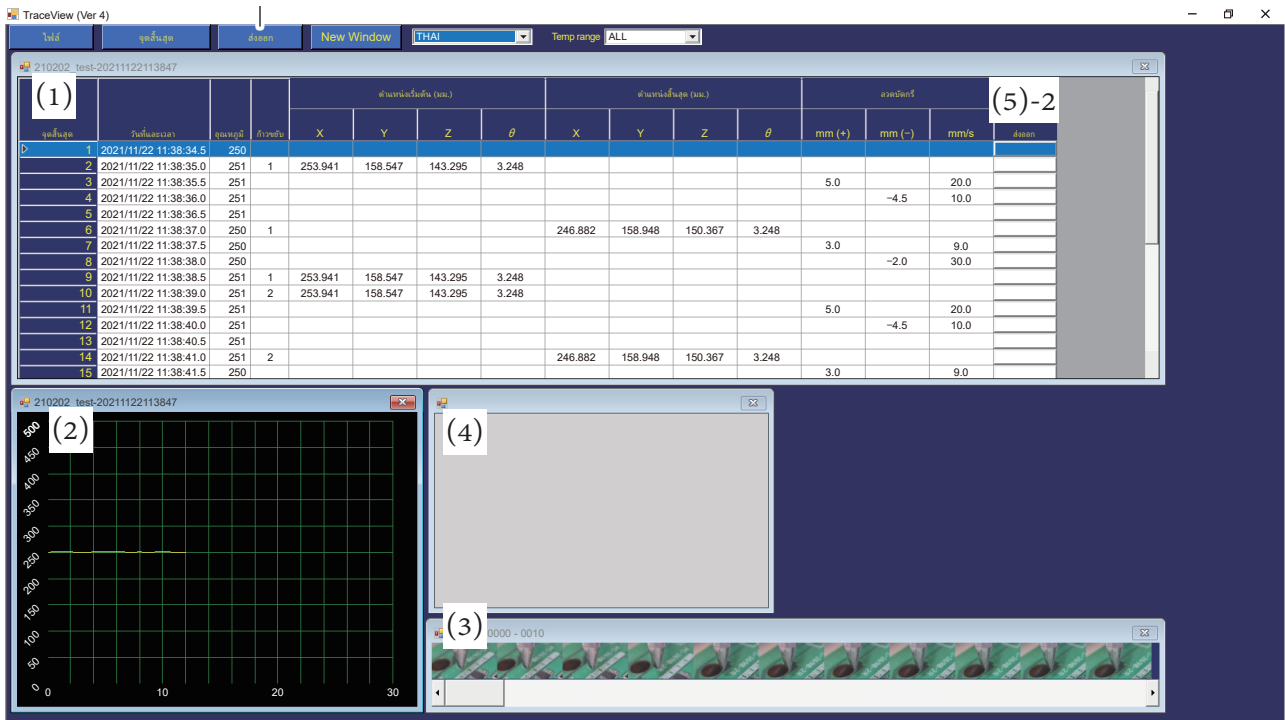 TraceView (Ver 4)
ไฟล์ จุดสิ้นสุด ส่งออก New Window THAI Temp range ALL
210202_test-20211122113847
(1) (5)-2
ตำแหน่งเริ่มต้น (มม.) ตำแหน่งสิ้นสุด (มม.) ลวดบัดกรี
จุดสิ้นสุด วันที่และเวลา อุณหภูมิ ก้าวขยับ X Y Z θ X Y Z θ mm (+) mm (−) mm/s ส่งออก
1 2021/11/22 11:38:34.5 250
2 2021/11/22 11:38:35.0 251 1 253.941 158.547 143.295 3.248
3 2021/11/22 11:38:35.5 251 5.0 20.0
4 2021/11/22 11:38:36.0 251 −4.5 10.0
5 2021/11/22 11:38:36.5 251
6 2021/11/22 11:38:37.0 250 1 246.882 158.948 150.367 3.248
7 2021/11/22 11:38:37.5 250 3.0 9.0
8 2021/11/22 11:38:38.0 250 −2.0 30.0
9 2021/11/22 11:38:38.5 251 1 253.941 158.547 143.295 3.248
10 2021/11/22 11:38:39.0 251 2 253.941 158.547 143.295 3.248
11 2021/11/22 11:38:39.5 251 5.0 20.0
12 2021/11/22 11:38:40.0 251 −4.5 10.0
13 2021/11/22 11:38:40.5 251
14 2021/11/22 11:38:41.0 251 2 246.882 158.948 150.367 3.248
15 2021/11/22 11:38:41.5 250 3.0 9.0
210202_test-20211122113847
(2)
500
450
400
350
300
250
200
150
100
50
0
0 10 20 30
(4)
(3) 0000 - 0010